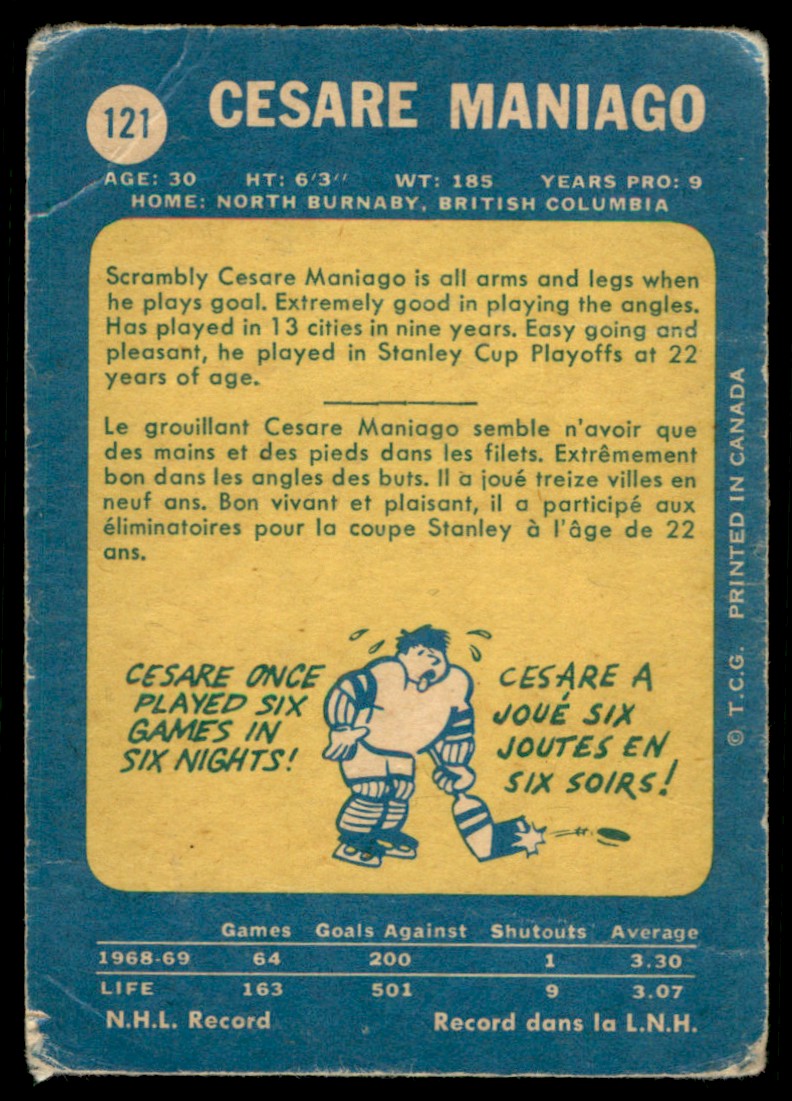 121
CESARE MANIAGO
AGE: 30 HT: 6'3" WT: 185 YEARS PRO: 9
HOME: NORTH BURNABY, BRITISH COLUMBIA
Scrambly Cesare Maniago is all arms and legs when
he plays goal. Extremely good in playing the angles.
Has played in 13 cities in nine years. Easy going and
pleasant, he played in Stanley Cup Playoffs at 22
years of age.
Le grouillant Cesare Maniago semble n'avoir que
des mains et des pieds dans les filets. Extrêmement
bon dans les angles des buts. Il a joué treize villes en
neuf ans. Bon vivant et plaisant, il a participé aux
éliminatoires pour la coupe Stanley à l'âge de 22
ans.
CESARE ONCE
PLAYED SIX
GAMES IN
SIX NIGHTS!
CESARE A
JOUÉ SIX
JOUTES EN
SIX SOIRS!
© T.C.G. PRINTED IN CANADA
Games Goals Against Shutouts Average
1968-69 64 200 1 3.30
LIFE 163 501 9 3.07
N.H.L. Record Record dans la L.N.H.